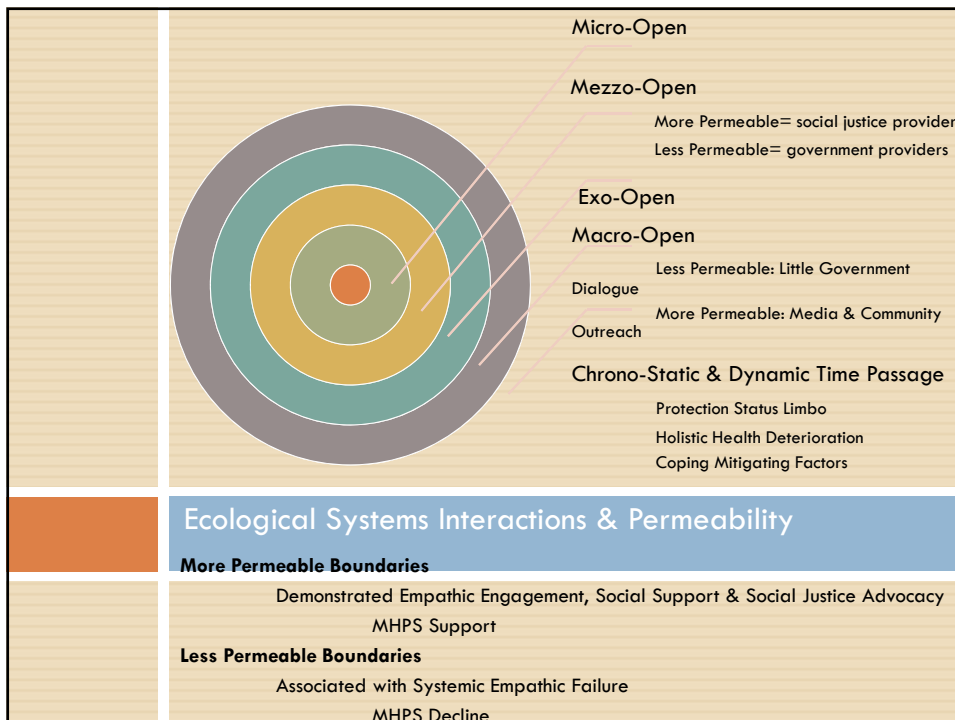 Micro-Open
Mezzo-Open
More Permeable= social justice provider
Less Permeable= government providers
Exo-Open
Macro-Open
Less Permeable: Little Government
Dialogue
More Permeable: Media & Community
Outreach
Chrono-Static & Dynamic Time Passage
Protection Status Limbo
Holistic Health Deterioration
Coping Mitigating Factors
Ecological Systems Interactions & Permeability
More Permeable Boundaries
Demonstrated Empathic Engagement, Social Support & Social Justice Advocacy
MHPS Support
Less Permeable Boundaries
Associated with Systemic Empathic Failure
MHPS Decline